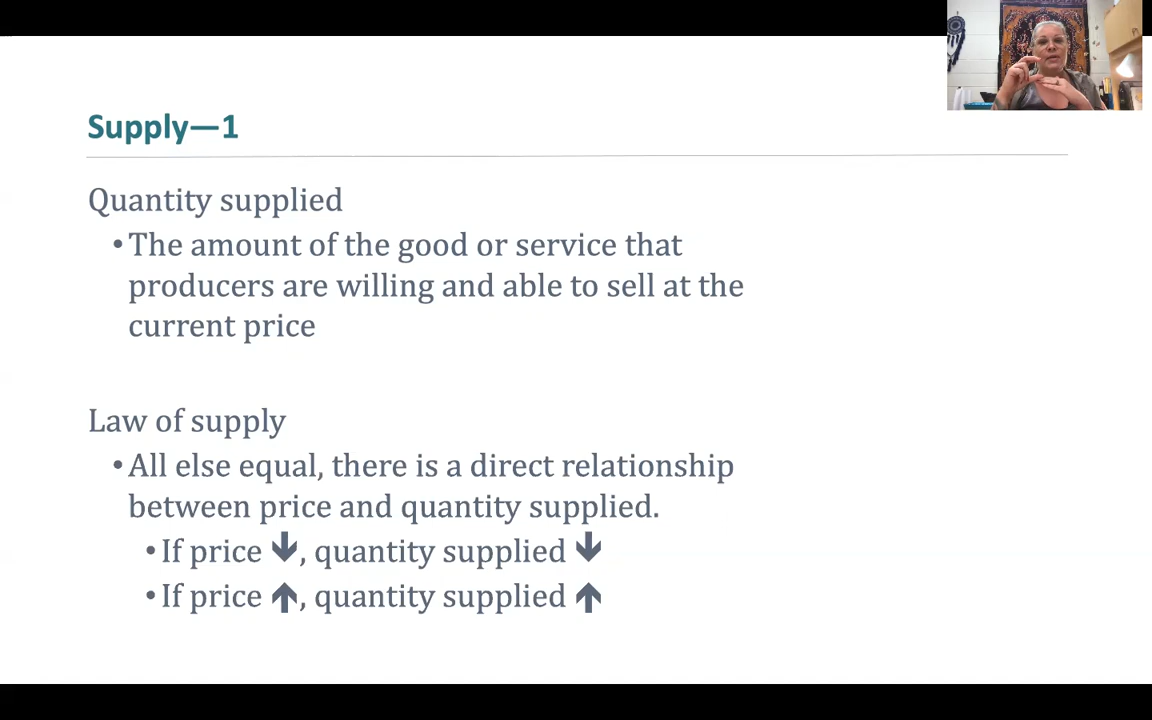 Supply—1
Quantity supplied
•The amount of the good or service that
producers are willing and able to sell at the
current price
Law of supply
•All else equal, there is a direct relationship
between price and quantity supplied.
•If price 🡇, quantity supplied 🡇
•If price 🡅, quantity supplied 🡅